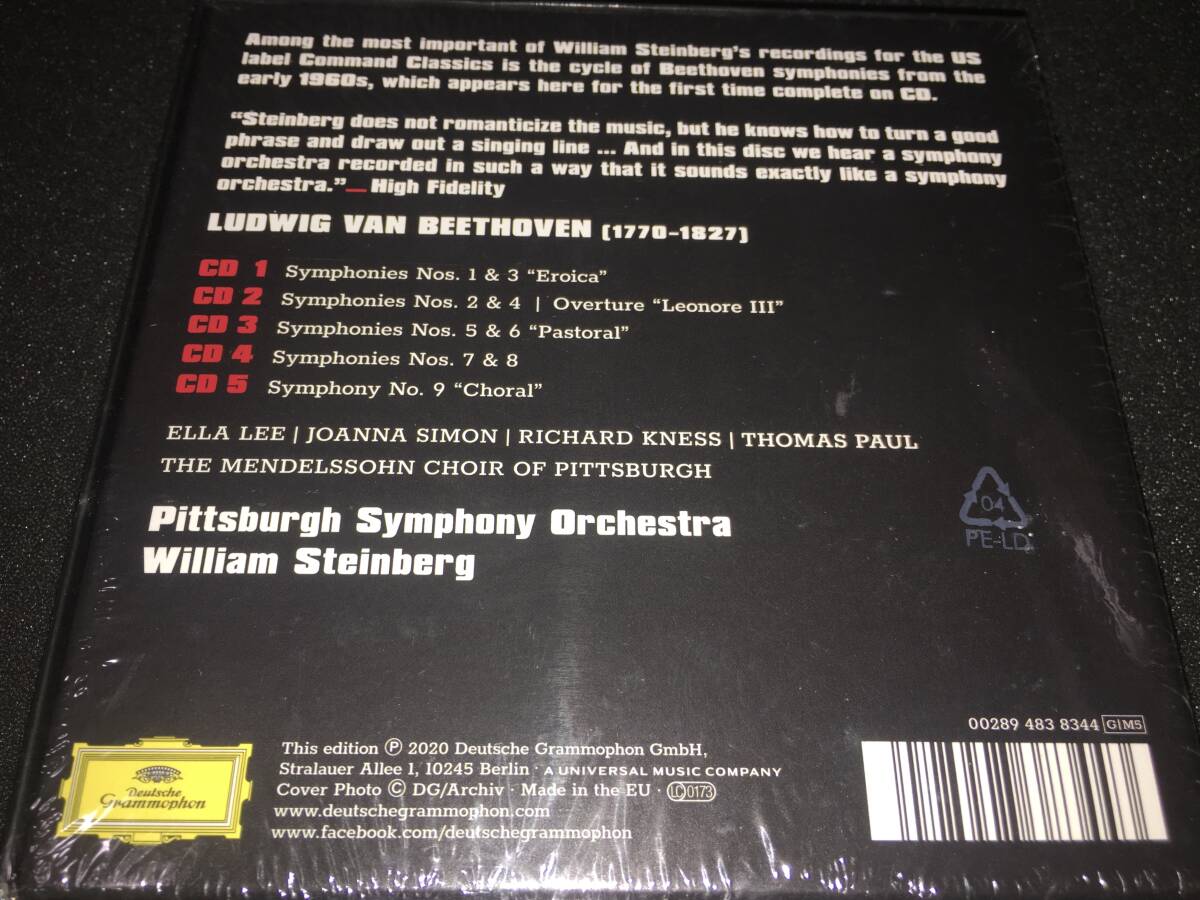 Among the most important of William Steinberg's recordings for the US
label Command Classics is the cycle of Beethoven symphonies from the
early 1960s, which appears here for the first time complete on CD.
“Steinberg does not romanticize the music, but he knows how to turn a good
phrase and draw out a singing line ... And in this disc we hear a symphony
orchestra recorded in such a way that it sounds exactly like a symphony
orchestra.”— High Fidelity
LUDWIG VAN BEETHOVEN (1770-1827)
CD 1 Symphonies Nos. 1 & 3 “Eroica”
CD 2 Symphonies Nos. 2 & 4 | Overture “Leonore III”
CD 3 Symphonies Nos. 5 & 6 “Pastoral”
CD 4 Symphonies Nos. 7 & 8
CD 5 Symphony No. 9 “Choral”
ELLA LEE | JOANNA SIMON | RICHARD KNESS | THOMAS PAUL
THE MENDELSSOHN CHOIR OF PITTSBURGH
Pittsburgh Symphony Orchestra
William Steinberg
04
PE-LD
00289 483 8344 G|M5
Deutsche
Grammophon
This edition ℗ 2020 Deutsche Grammophon GmbH,
Stralauer Allee 1, 10245 Berlin · A UNIVERSAL MUSIC COMPANY
Cover Photo © DG/Archiv · Made in the EU · LC 0173
www.deutschegrammophon.com
www.facebook.com/deutschegrammophon